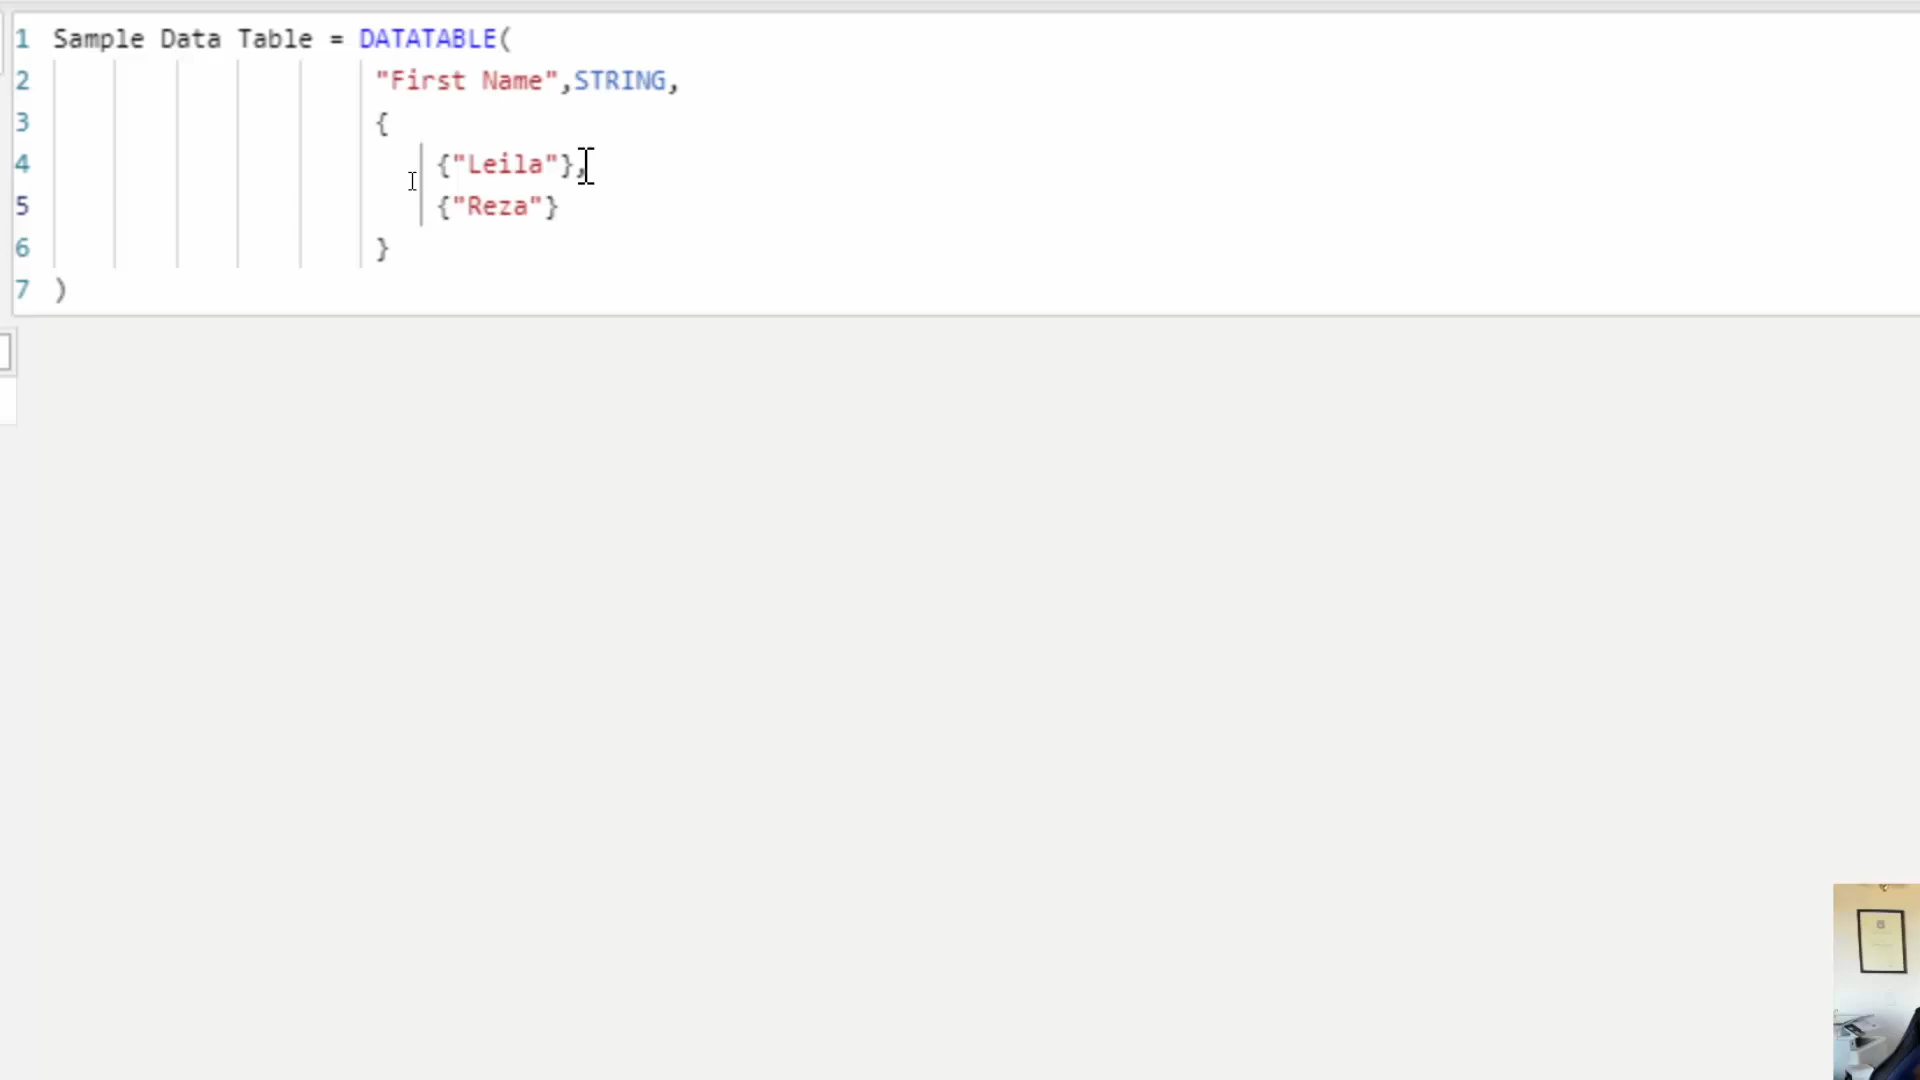 1 Sample Data Table = DATATABLE(
2 "First Name",STRING,
3 {
4 {"Leila"},
5 {"Reza"}
6 }
7 )